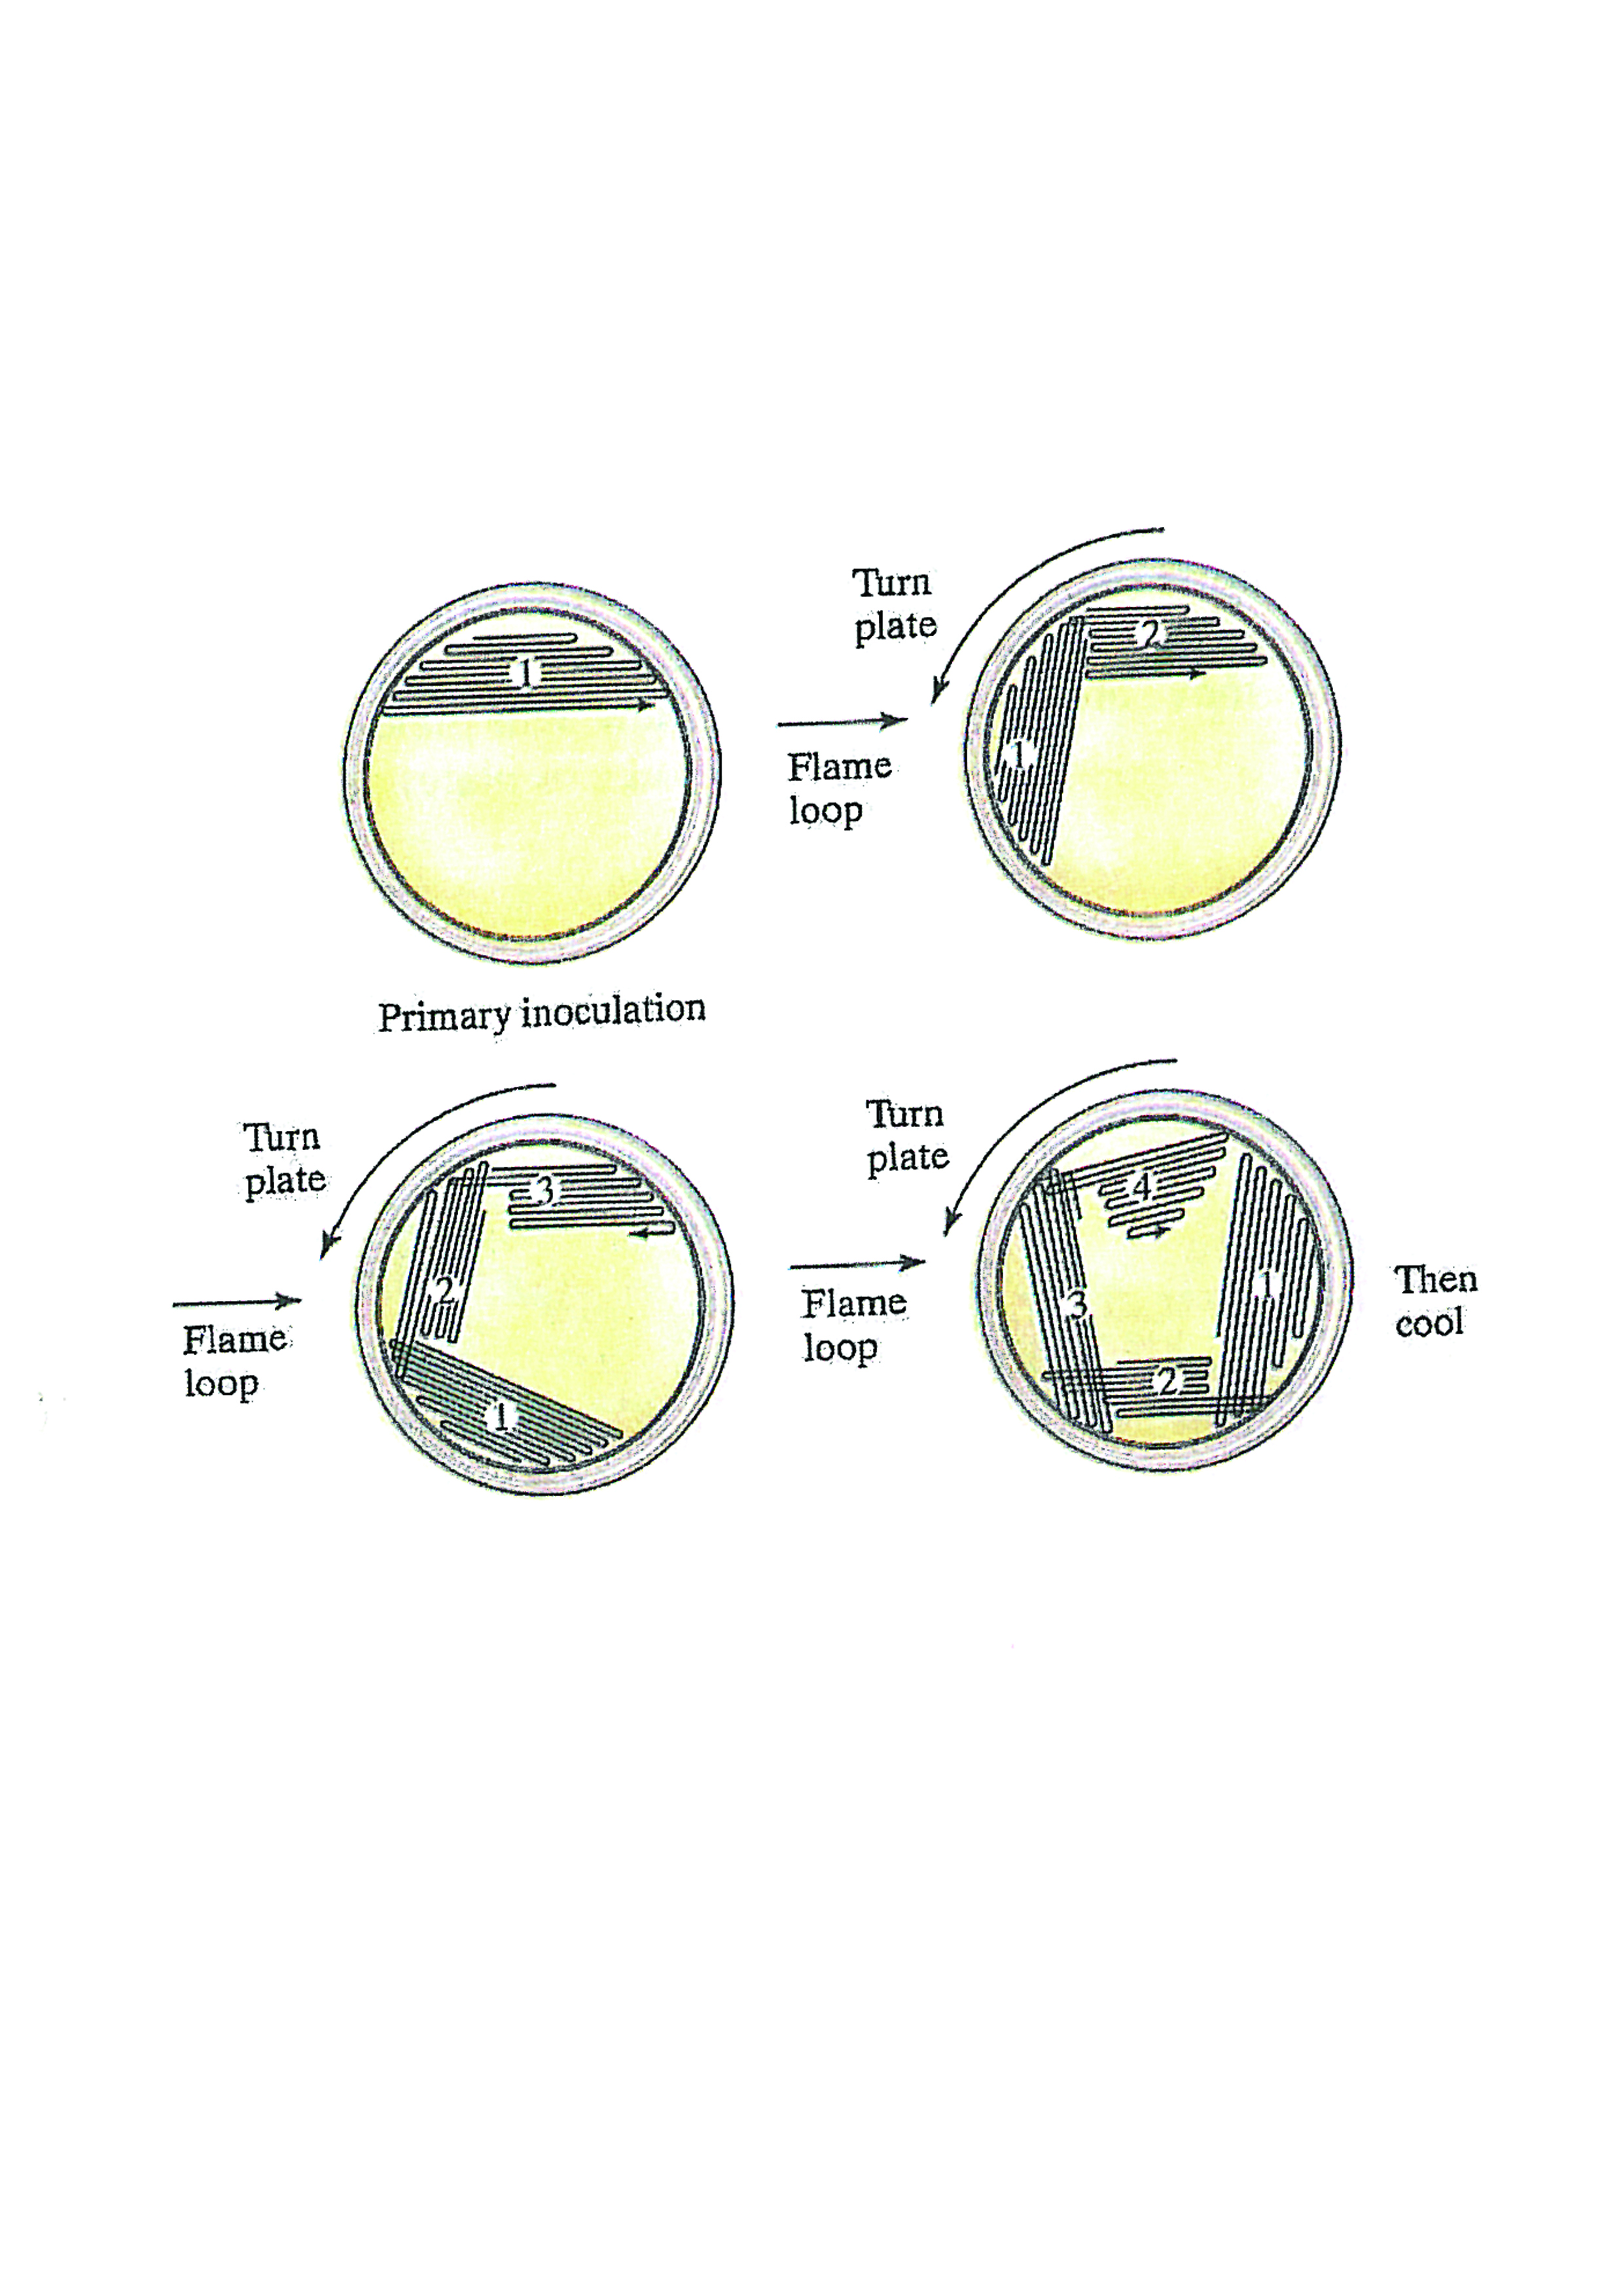 1
Primary inoculation
Flame
loop
Turn
plate
1
2
Flame
loop
Turn
plate
1
2
3
Flame
loop
Turn
plate
1
2
3
4
Then
cool